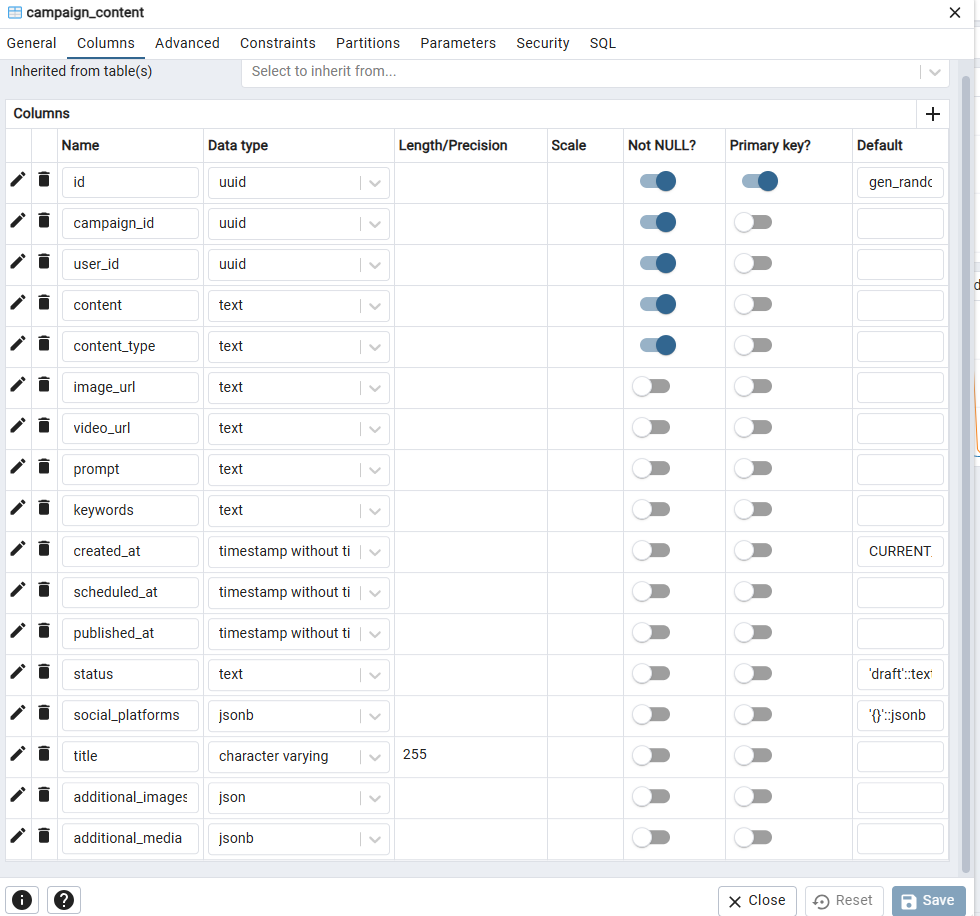 campaign_content
General Columns Advanced Constraints Partitions Parameters Security SQL
Inherited from table(s) Select to inherit from...
Columns
Name Data type Length/Precision Scale Not NULL? Primary key? Default
id uuid gen_rando
campaign_id uuid
user_id uuid
content text
content_type text
image_url text
video_url text
prompt text
keywords text
created_at timestamp without ti CURRENT_
scheduled_at timestamp without ti
published_at timestamp without ti
status text 'draft'::text
social_platforms jsonb '{}'::jsonb
title character varying 255
additional_images json
additional_media jsonb
Close Reset Save